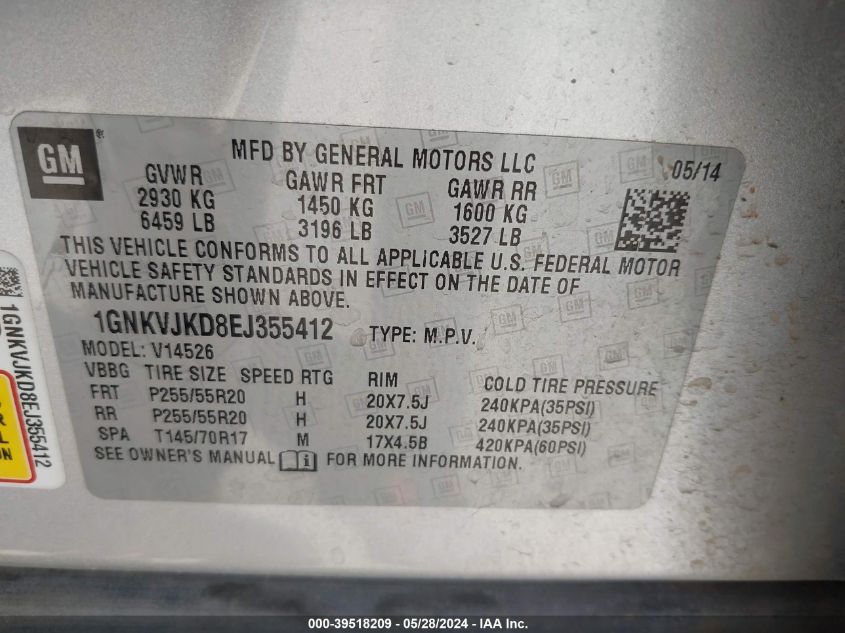 GM
MFD BY GENERAL MOTORS LLC
05/14
GVWR GAWR FRT GAWR RR
2930 KG 1450 KG 1600 KG
6459 LB 3196 LB 3527 LB
THIS VEHICLE CONFORMS TO ALL APPLICABLE U.S. FEDERAL MOTOR
VEHICLE SAFETY STANDARDS IN EFFECT ON THE DATE OF
MANUFACTURE SHOWN ABOVE.
1GNKVJKD8EJ355412 TYPE: M.P.V.
MODEL: V14526
VBBG TIRE SIZE SPEED RTG RIM COLD TIRE PRESSURE
FRT P255/55R20 H 20X7.5J 240KPA(35PSI)
RR P255/55R20 H 20X7.5J 240KPA(35PSI)
SPA T145/70R17 M 17X4.5B 420KPA(60PSI)
SEE OWNER'S MANUAL i FOR MORE INFORMATION.
1GNKVJKD8EJ355412
000-39518209 - 05/28/2024 - IAA Inc.